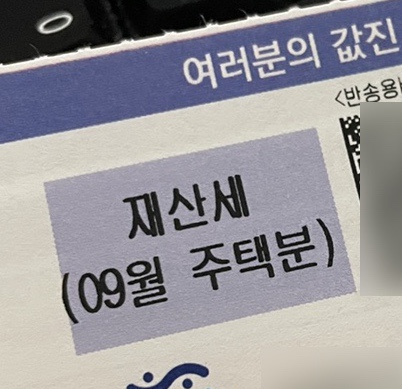 여러분의 값진
<반송용
재산세
(09월 주택분)